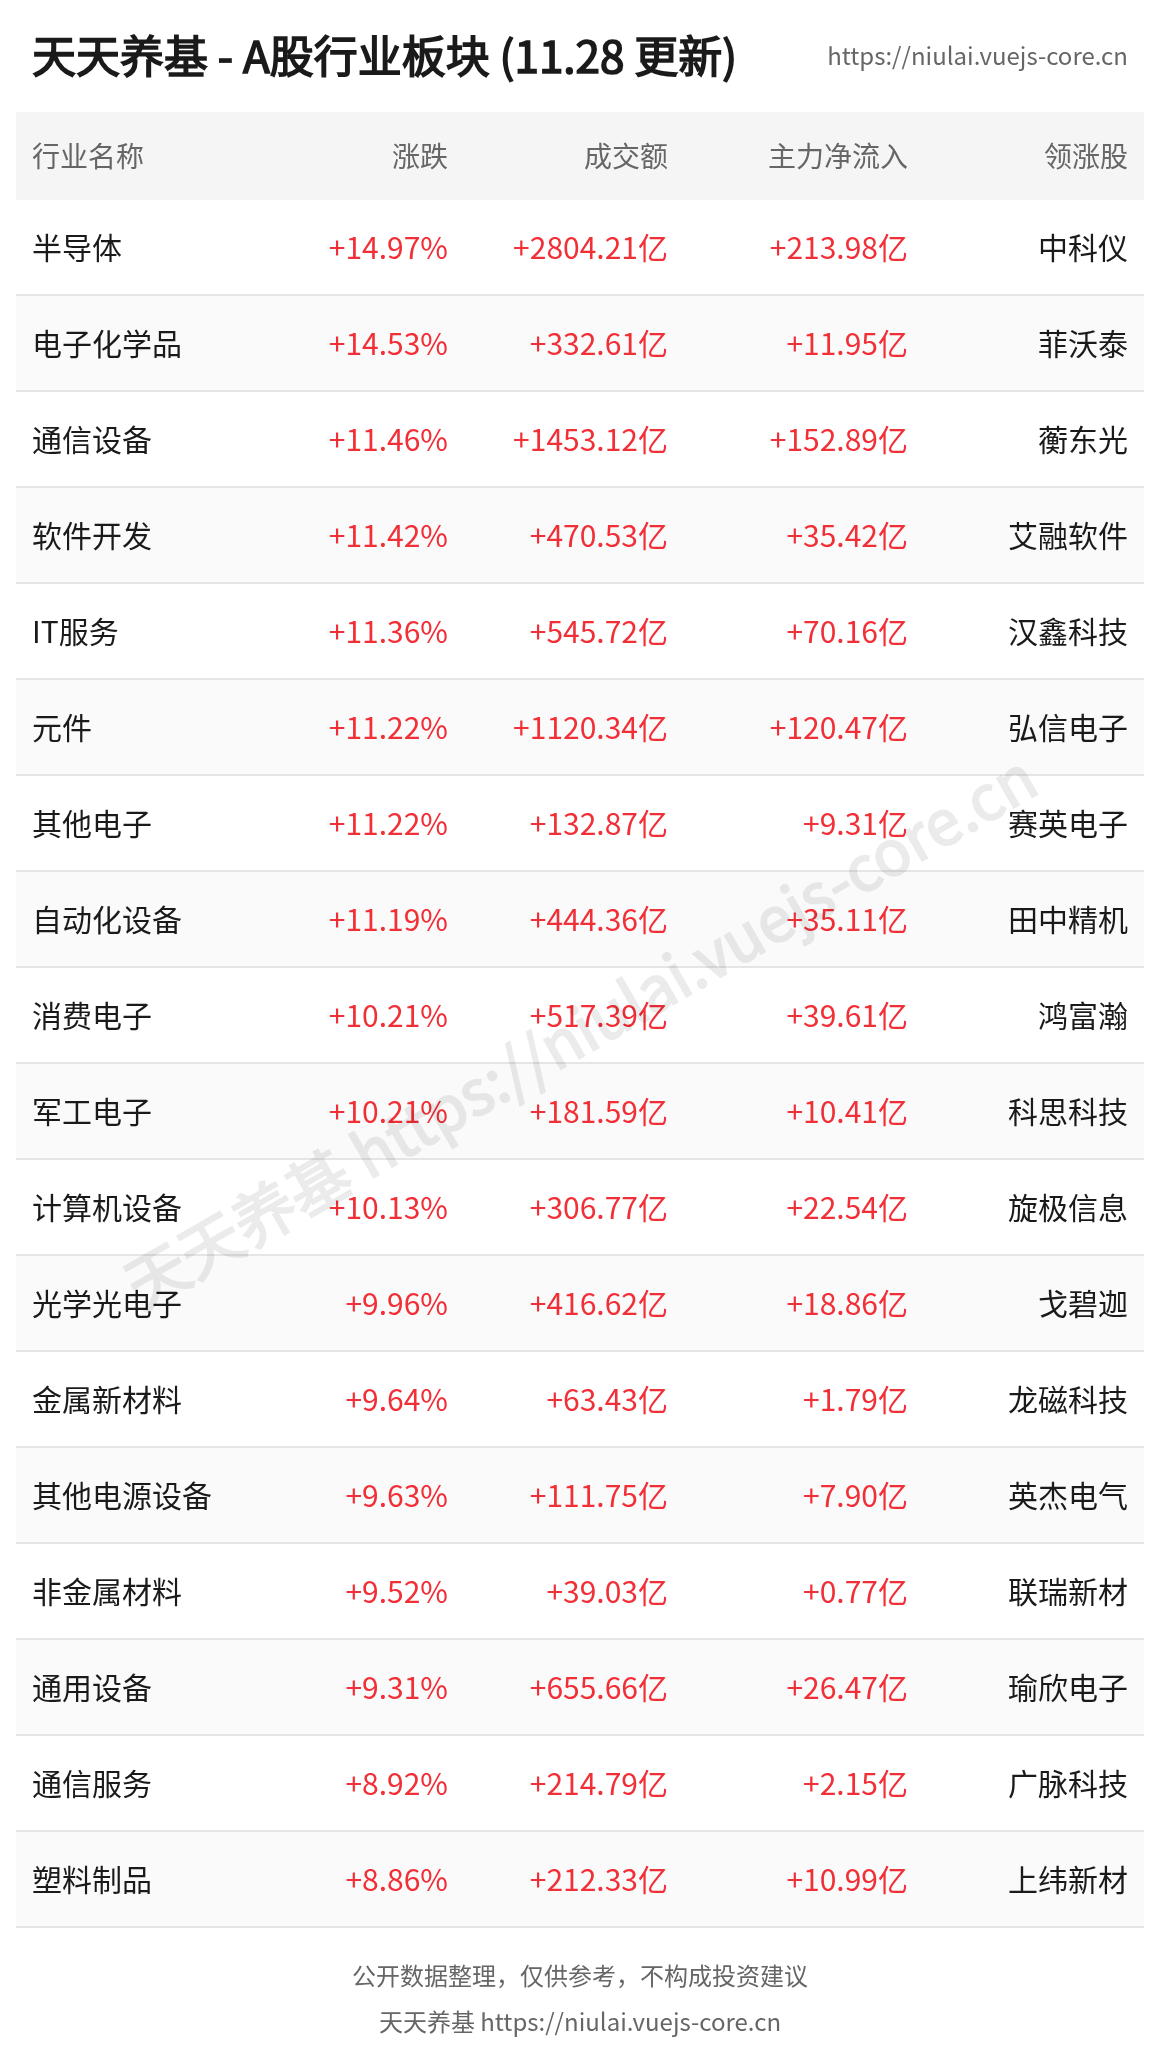 天天养基 - A股行业板块 (11.28 更新) https://niulai.vuejs-core.cn
行业名称 涨跌 成交额 主力净流入 领涨股
半导体 +14.97% +2804.21亿 +213.98亿 中科仪
电子化学品 +14.53% +332.61亿 +11.95亿 菲沃泰
通信设备 +11.46% +1453.12亿 +152.89亿 蘅东光
软件开发 +11.42% +470.53亿 +35.42亿 艾融软件
IT服务 +11.36% +545.72亿 +70.16亿 汉鑫科技
元件 +11.22% +1120.34亿 +120.47亿 弘信电子
其他电子 +11.22% +132.87亿 +9.31亿 赛英电子
自动化设备 +11.19% +444.36亿 +35.11亿 田中精机
消费电子 +10.21% +517.39亿 +39.61亿 鸿富瀚
军工电子 +10.21% +181.59亿 +10.41亿 科思科技
计算机设备 +10.13% +306.77亿 +22.54亿 旋极信息
光学光电子 +9.96% +416.62亿 +18.86亿 戈碧迦
金属新材料 +9.64% +63.43亿 +1.79亿 龙磁科技
其他电源设备 +9.63% +111.75亿 +7.90亿 英杰电气
非金属材料 +9.52% +39.03亿 +0.77亿 联瑞新材
通用设备 +9.31% +655.66亿 +26.47亿 瑜欣电子
通信服务 +8.92% +214.79亿 +2.15亿 广脉科技
塑料制品 +8.86% +212.33亿 +10.99亿 上纬新材
天天养基 https://niulai.vuejs-core.cn
公开数据整理，仅供参考，不构成投资建议
天天养基 https://niulai.vuejs-core.cn